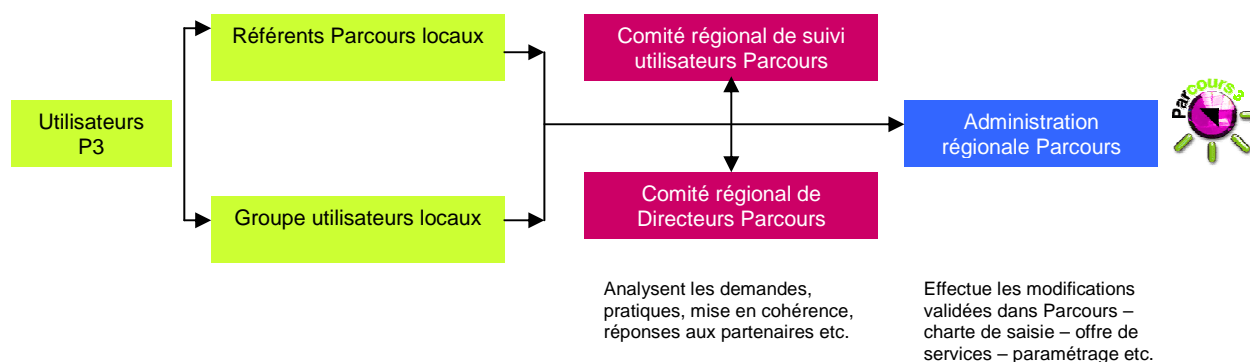 Référents Parcours locaux
Comité régional de suivi
utilisateurs Parcours
Parcours3
Utilisateurs
P3
Administration
régionale Parcours
Groupe utilisateurs locaux
Comité régional de
Directeurs Parcours
Analysent les demandes,
pratiques, mise en cohérence,
réponses aux partenaires etc.
Effectue les modifications
validées dans Parcours –
charte de saisie – offre de
services – paramétrage etc.